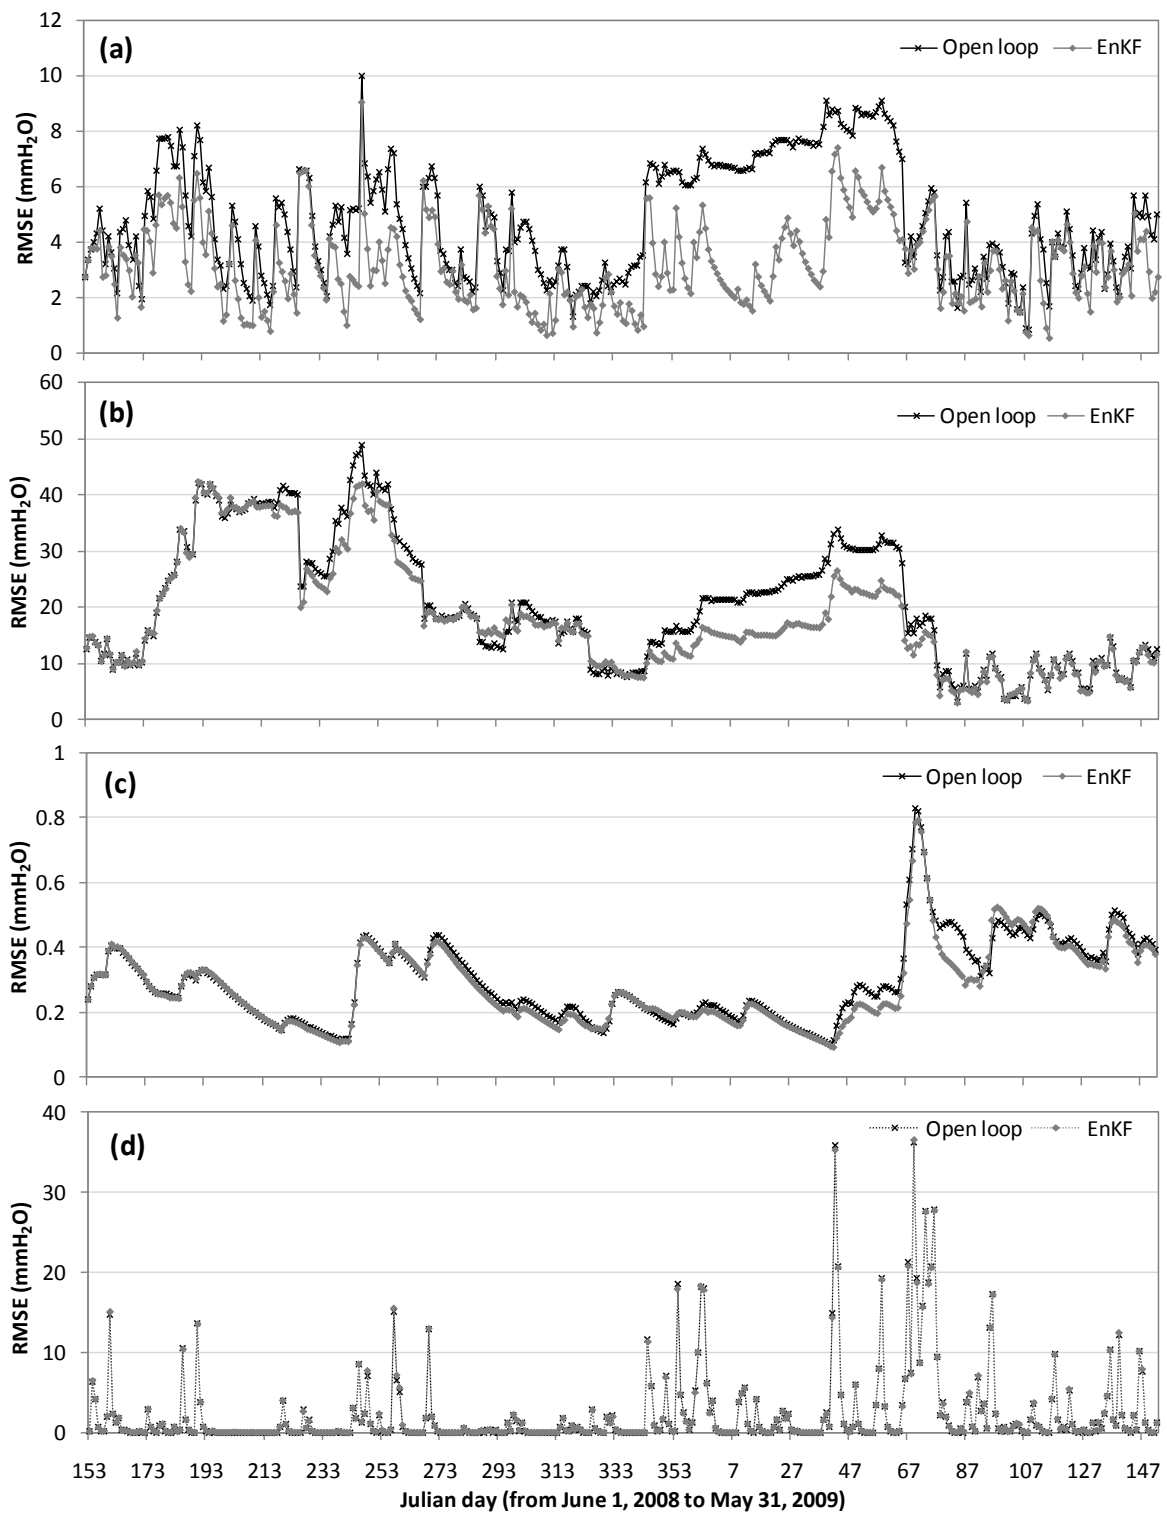 12
10
8
6
4
2
0
RMSE (mmH₂O)
(a)
Open loop EnKF
60
50
40
30
20
10
0
RMSE (mmH₂O)
(b)
Open loop EnKF
1
0.8
0.6
0.4
0.2
0
RMSE (mmH₂O)
(c)
Open loop EnKF
40
30
20
10
0
RMSE (mmH₂O)
(d)
Open loop EnKF
153 173 193 213 233 253 273 293 313 333 353 7 27 47 67 87 107 127 147
Julian day (from June 1, 2008 to May 31, 2009)